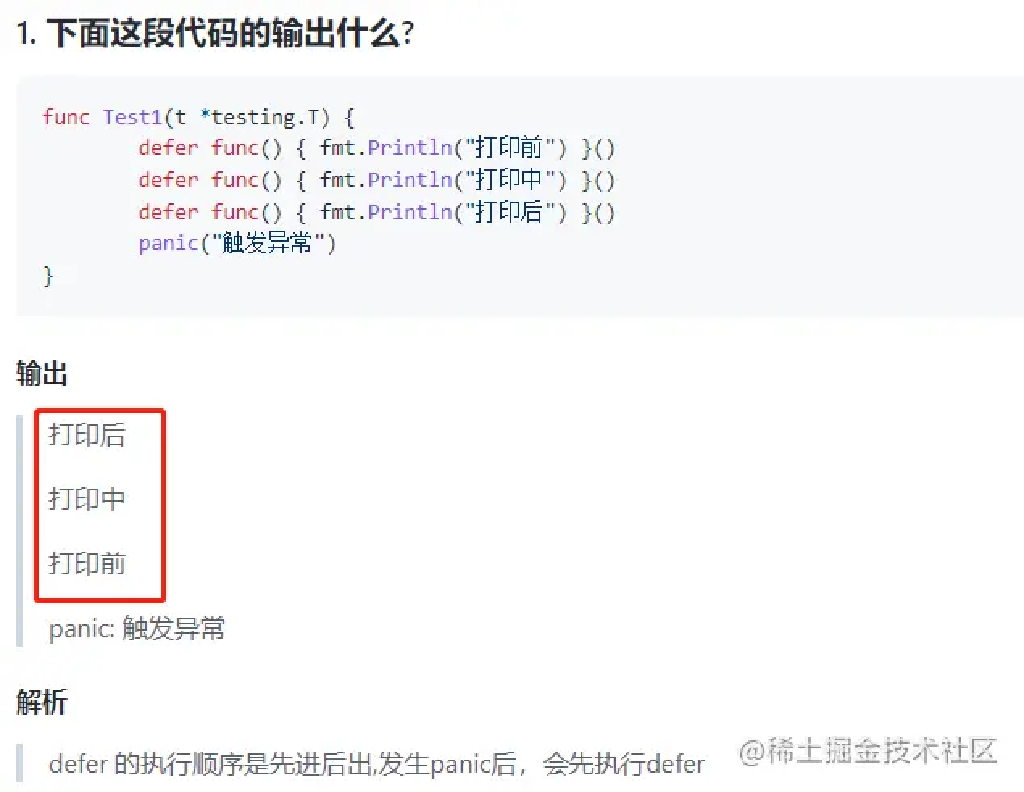 1. 下面这段代码的输出什么?
func Test1(t *testing.T) {
defer func() { fmt.Println("打印前") }()
defer func() { fmt.Println("打印中") }()
defer func() { fmt.Println("打印后") }()
panic("触发异常")
}
输出
打印后
打印中
打印前
panic: 触发异常
解析
defer 的执行顺序是先进后出,发生panic后，会先执行defer
@稀土掘金技术社区